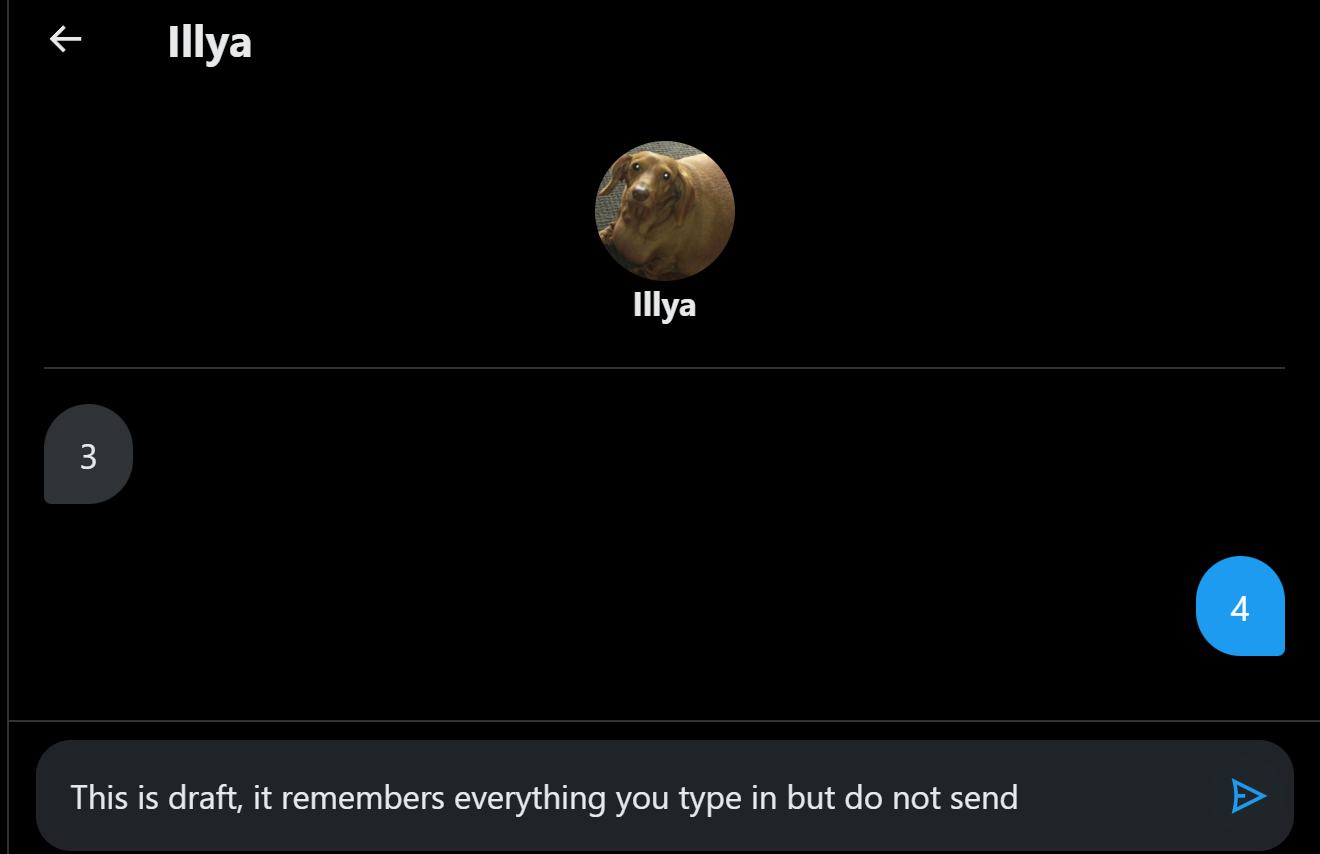 Illya
Illya
3
4
This is draft, it remembers everything you type in but do not send